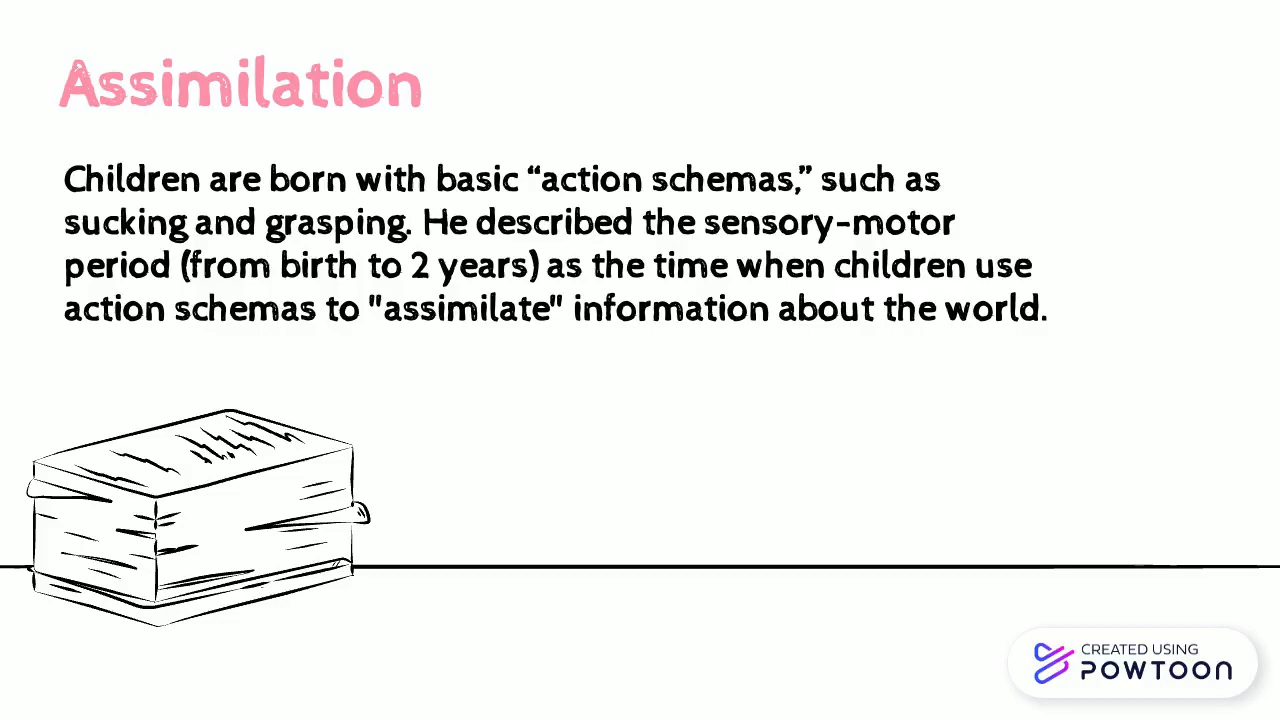 Assimilation
Children are born with basic “action schemas,” such as
sucking and grasping. He described the sensory-motor
period (from birth to 2 years) as the time when children use
action schemas to "assimilate" information about the world.
CREATED USING
POWTOON